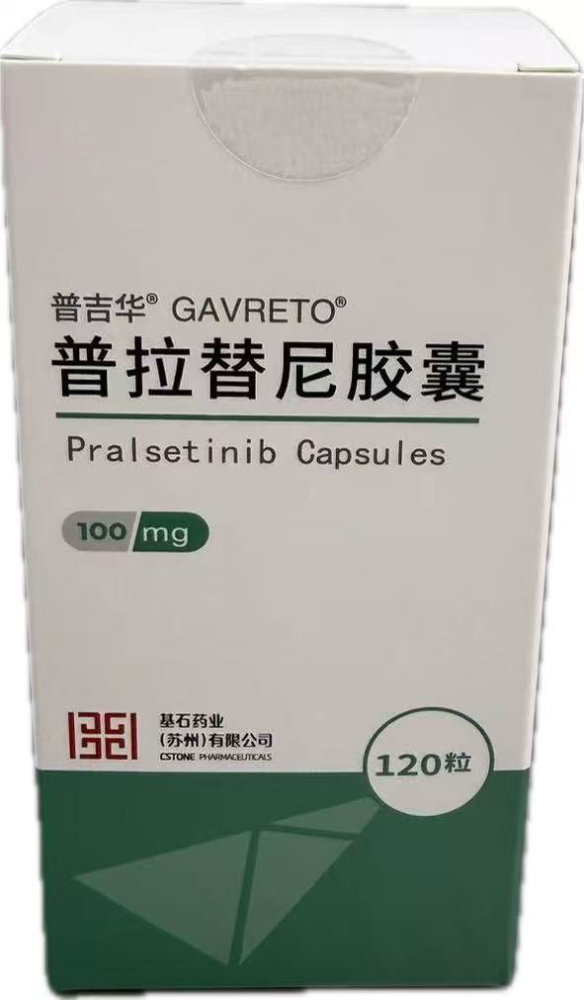 普吉华® GAVRETO®
普拉替尼胶囊
Pralsetinib Capsules
100 mg
基石药业
(苏州)有限公司
CSTONE PHARMACEUTICALS
120粒